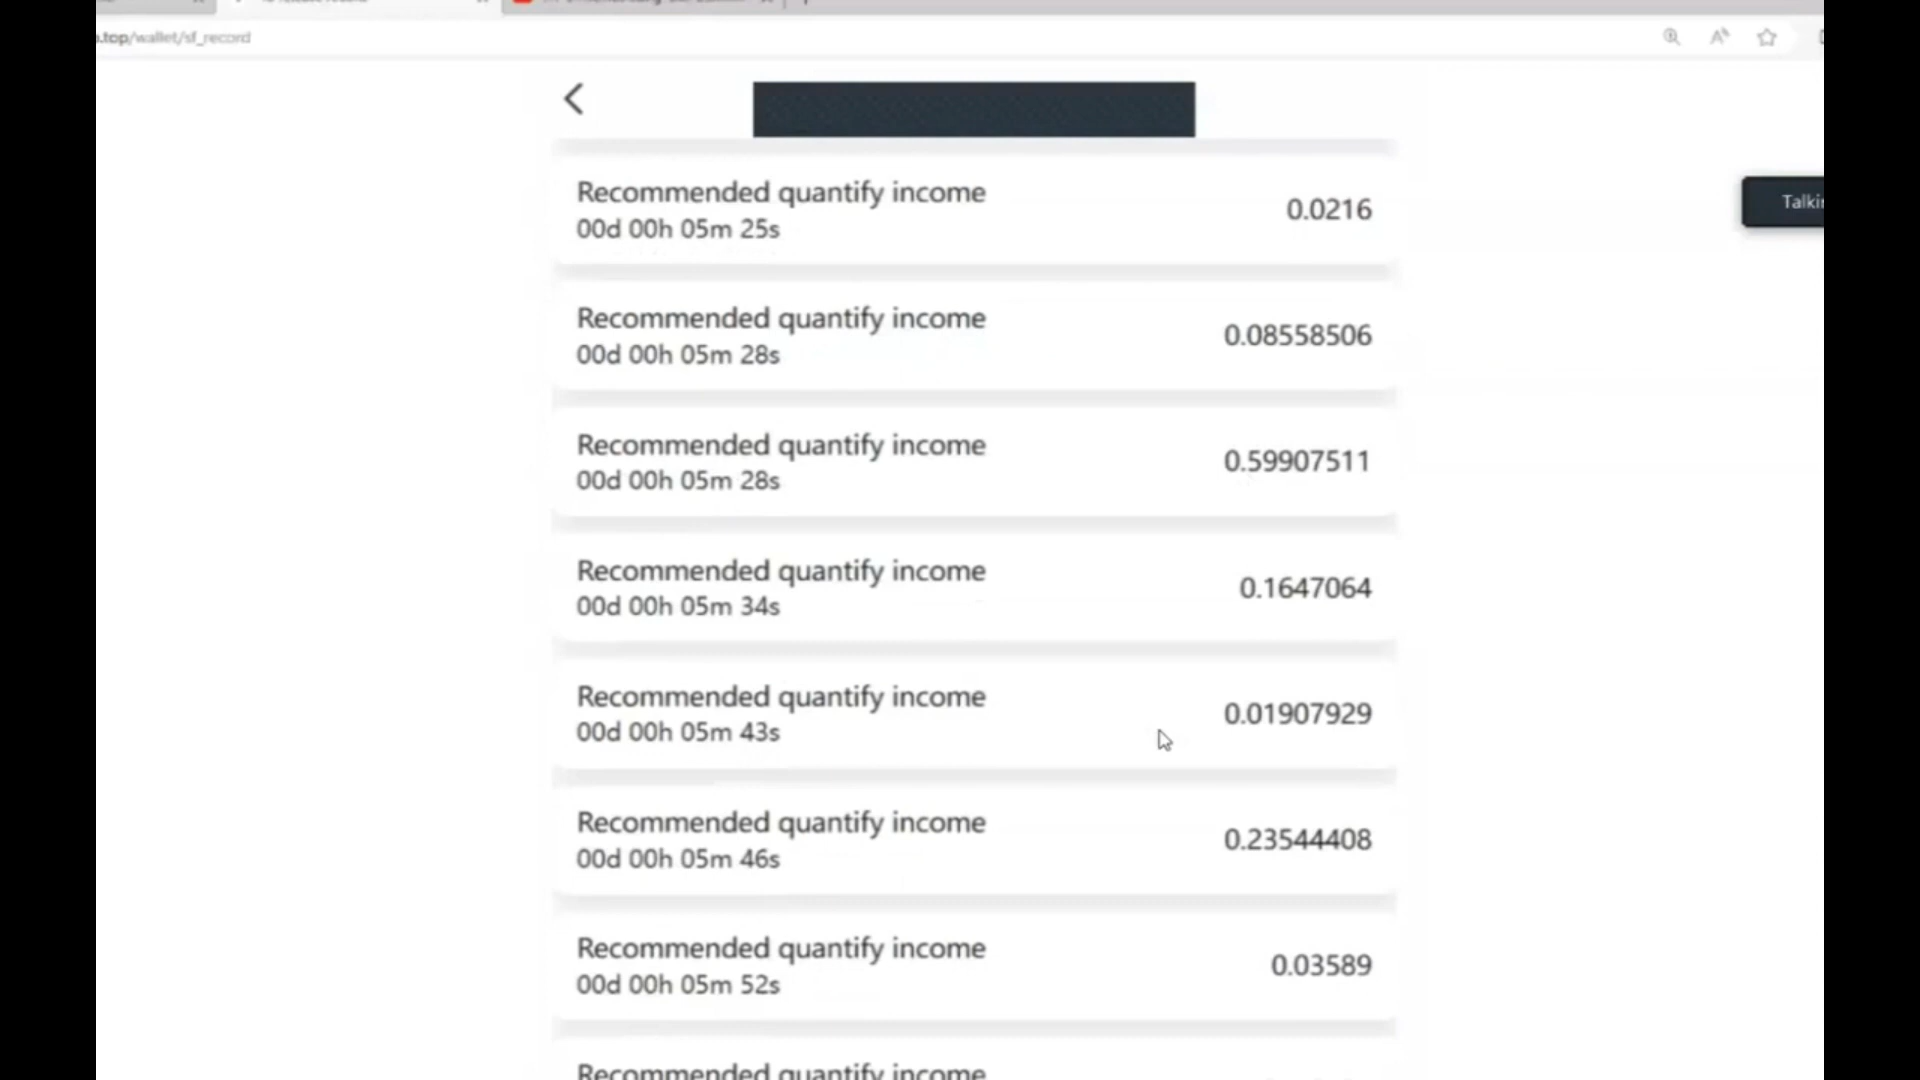 .top/wallet/sf_record
Talki
Recommended quantify income
0.0216
00d 00h 05m 25s
Recommended quantify income
0.08558506
00d 00h 05m 28s
Recommended quantify income
0.59907511
00d 00h 05m 28s
Recommended quantify income
0.1647064
00d 00h 05m 34s
Recommended quantify income
0.01907929
00d 00h 05m 43s
Recommended quantify income
0.23544408
00d 00h 05m 46s
Recommended quantify income
0.03589
00d 00h 05m 52s
Recommended quantify income